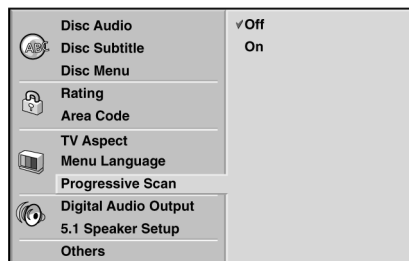 Disc Audio
Disc Subtitle
Disc Menu
Rating
Area Code
TV Aspect
Menu Language
Progressive Scan
Digital Audio Output
5.1 Speaker Setup
Others
ABC
?
✓Off
On